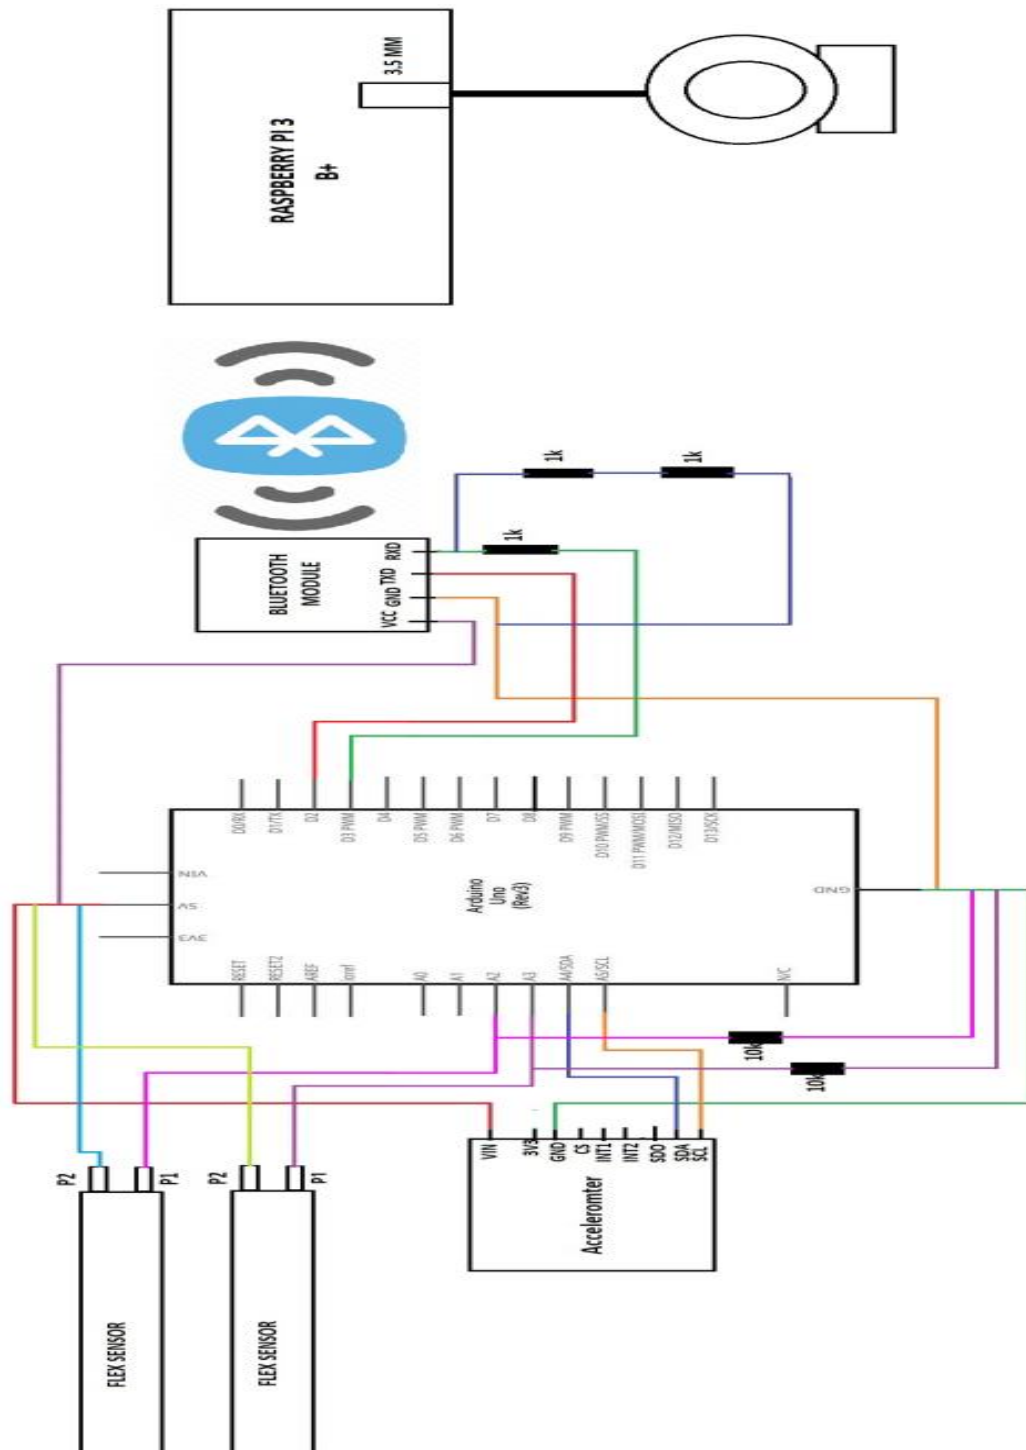 3.5 MM
RASPBERRY PI 3
B+
1k
1k
1k
BLUETOOTH
MODULE
VCC
GND
TXD
RXD
D0/RX
D1/TX
D2
D3 PWM
D4
D5 PWM
D6 PWM
D7
D8
D9 PWM
D10 PWM/SS
D11 PWM/MOSI
D12/MISO
D13/SCK
VIN
5V
3V3
Arduino
Uno
(Rev3)
GND
RESET
RESET2
AREF
ioref
A0
A1
A2
A3
A4/SDA
A5/SCL
N/C
10k
10k
VIN
3V3
GND
CS
INT1
INT2
SDO
SDA
SCL
Acceleromter
P2
P1
P2
P1
FLEX SENSOR
FLEX SENSOR